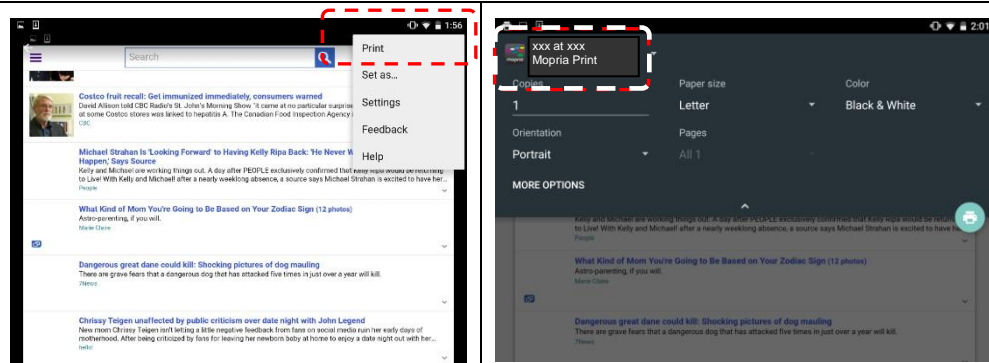 1:56
Search
Print
Set as...
Settings
Feedback
Help
Costco fruit recall: Get immunized immediately, consumers warned
David Allison told CBC Radio's St. John's Morning Show "it came at no particular surprise
at some Costco stores was linked to hepatitis A. The Canadian Food Inspection Agency
CBC
Michael Strahan Is 'Looking Forward' to Having Kelly Ripa Back: 'He Never W
Happen,' Says Source
Kelly and Michael are working things out. A day after PEOPLE exclusively confirmed that Kelly Ripa would be returning
to Live! With Kelly and Michael! after a nearly weeklong absence, a source says Michael Strahan is excited to have her...
People
What Kind of Mom You're Going to Be Based on Your Zodiac Sign (12 photos)
Astro-parenting, if you will.
Marie Claire
Dangerous great dane could kill: Shocking pictures of dog mauling
There are grave fears that a dangerous dog that has attacked five times in just over a year will kill.
7News
Chrissy Teigen unaffected by public criticism over date night with John Legend
New mom Chrissy Teigen isn't letting a little negative feedback from fans on social media ruin her early days of
motherhood. After being criticized by fans for leaving her newborn baby at home to enjoy a date night out with her...
hello!
2:01
mopria
xxx at xxx
Mopria Print
Copies
Paper size
Color
1
Letter
Black & White
Orientation
Pages
Portrait
All 1
MORE OPTIONS
Kelly and Michael are working things out. A day after PEOPLE exclusively confirmed that Kelly Ripa would be
to Live! With Kelly and Michael! after a nearly weeklong absence, a source says Michael Strahan is excited to have
People
What Kind of Mom You're Going to Be Based on Your Zodiac Sign (12 photos)
Astro-parenting, if you will.
Marie Claire
Dangerous great dane could kill: Shocking pictures of dog mauling
There are grave fears that a dangerous dog that has attacked five times in just over a year will kill.
7News